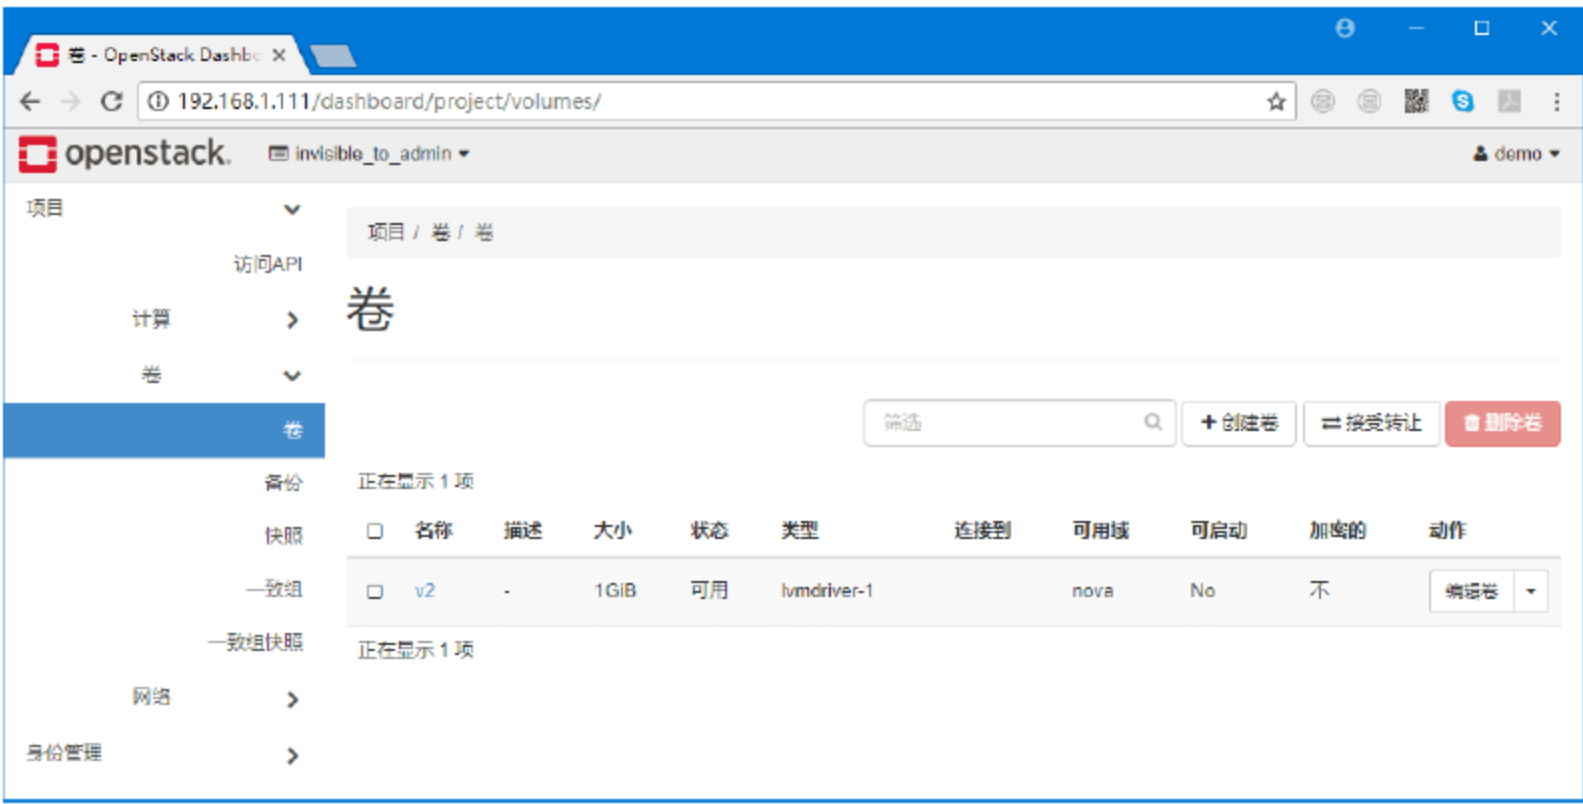 卷 - OpenStack Dashbo
192.168.1.111/dashboard/project/volumes/
openstack. invisible_to_admin demo
项目
项目 / 卷 / 卷
访问API
计算
卷
卷
卷
筛选 创建卷 接受转让 删除卷
备份
正在显示 1 项
快照
名称 描述 大小 状态 类型 连接到 可用域 可启动 加密的 动作
一致组
v2 - 1GiB 可用 lvmdriver-1 nova No 不 编辑卷
一致组快照
正在显示 1 项
网络
身份管理